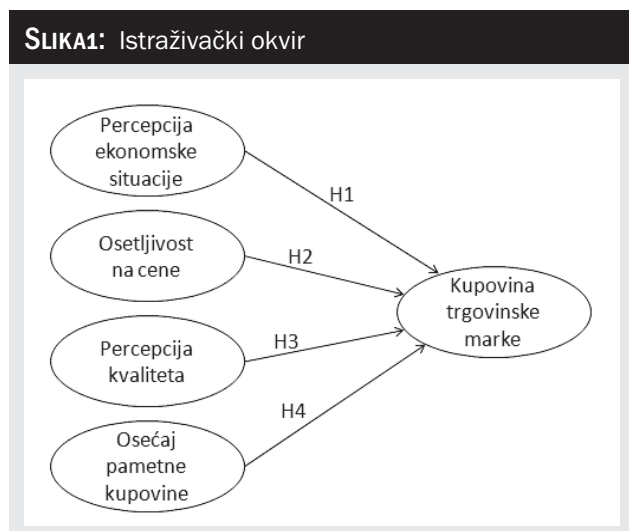 SLIKA1: Istraživački okvir
Percepcija
ekonomske
situacije
H1
Osetljivost
na cene
H2
Kupovina
trgovinske
marke
Percepcija
kvaliteta
H3
Osećaj
pametne
kupovine
H4